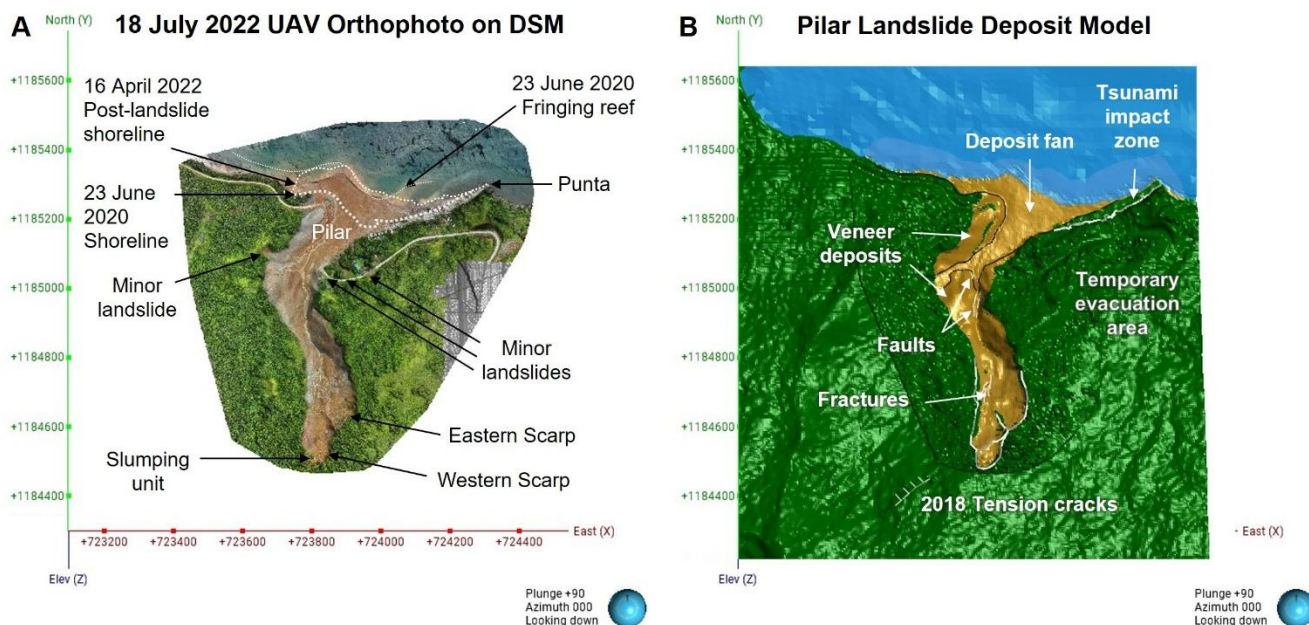 A
18 July 2022 UAV Orthophoto on DSM
North (Y)
+1185600
+1185400
+1185200
+1185000
+1184800
+1184600
+1184400
16 April 2022
Post-landslide
shoreline
23 June 2020
Fringing reef
23 June
2020
Shoreline
Punta
Pilar
Minor
landslide
Minor
landslides
Eastern Scarp
Slumping
unit
Western Scarp
East (X)
+723200
+723400
+723600
+723800
+724000
+724200
+724400
Elev (Z)
Plunge +90
Azimuth 000
Looking down
B
Pilar Landslide Deposit Model
North (Y)
+1185600
+1185400
+1185200
+1185000
+1184800
+1184600
+1184400
Tsunami
impact
zone
Deposit fan
Veneer
deposits
Temporary
evacuation
area
Faults
Fractures
2018 Tension cracks
East (X)
Elev (Z)
Plunge +90
Azimuth 000
Looking down